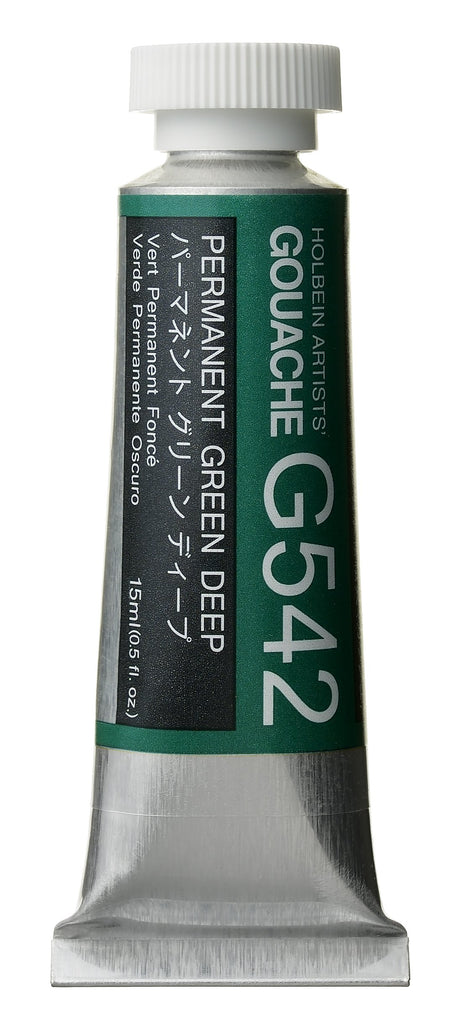 HOLBEIN ARTISTS'
GOUACHE G542
PERMANENT GREEN DEEP
パーマネント グリーン ディープ
Vert Permanent Foncé
Verde Permanente Oscuro
15ml(0.5 fl. oz.)